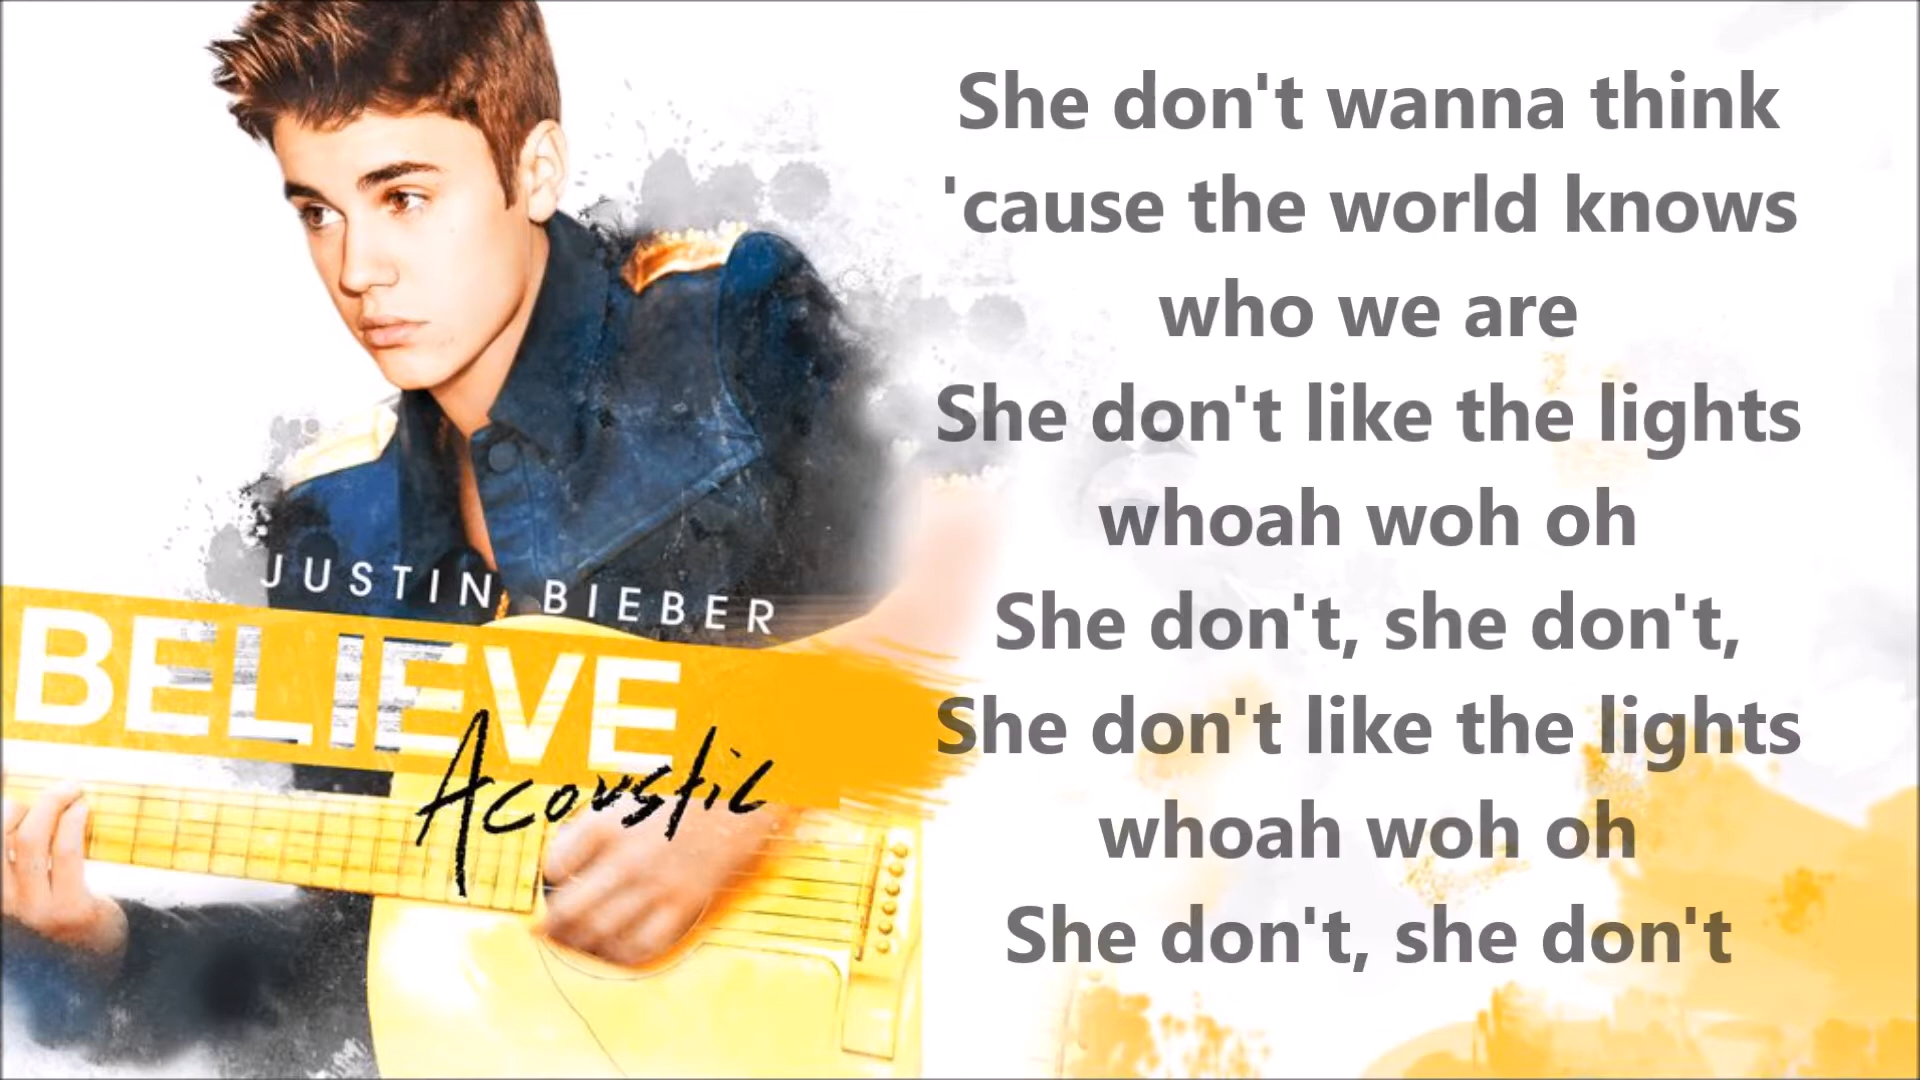 JUSTIN BIEBER
BELIEVE
Acoustic
She don't wanna think
'cause the world knows
who we are
She don't like the lights
whoah woh oh
She don't, she don't,
She don't like the lights
whoah woh oh
She don't, she don't